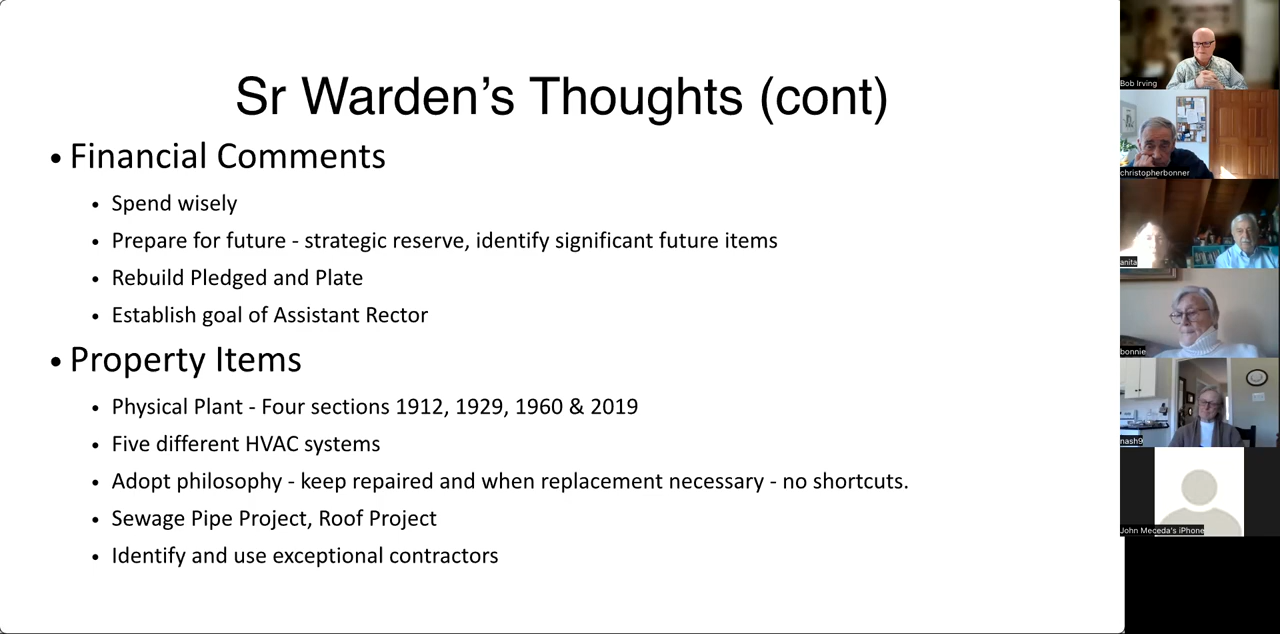 Sr Warden’s Thoughts (cont)
• Financial Comments
• Spend wisely
• Prepare for future - strategic reserve, identify significant future items
• Rebuild Pledged and Plate
• Establish goal of Assistant Rector
• Property Items
• Physical Plant - Four sections 1912, 1929, 1960 & 2019
• Five different HVAC systems
• Adopt philosophy - keep repaired and when replacement necessary - no shortcuts.
• Sewage Pipe Project, Roof Project
• Identify and use exceptional contractors
Bob Irving
christopherbonner
anita
bonnie
nash9
John Meceda's iPhone